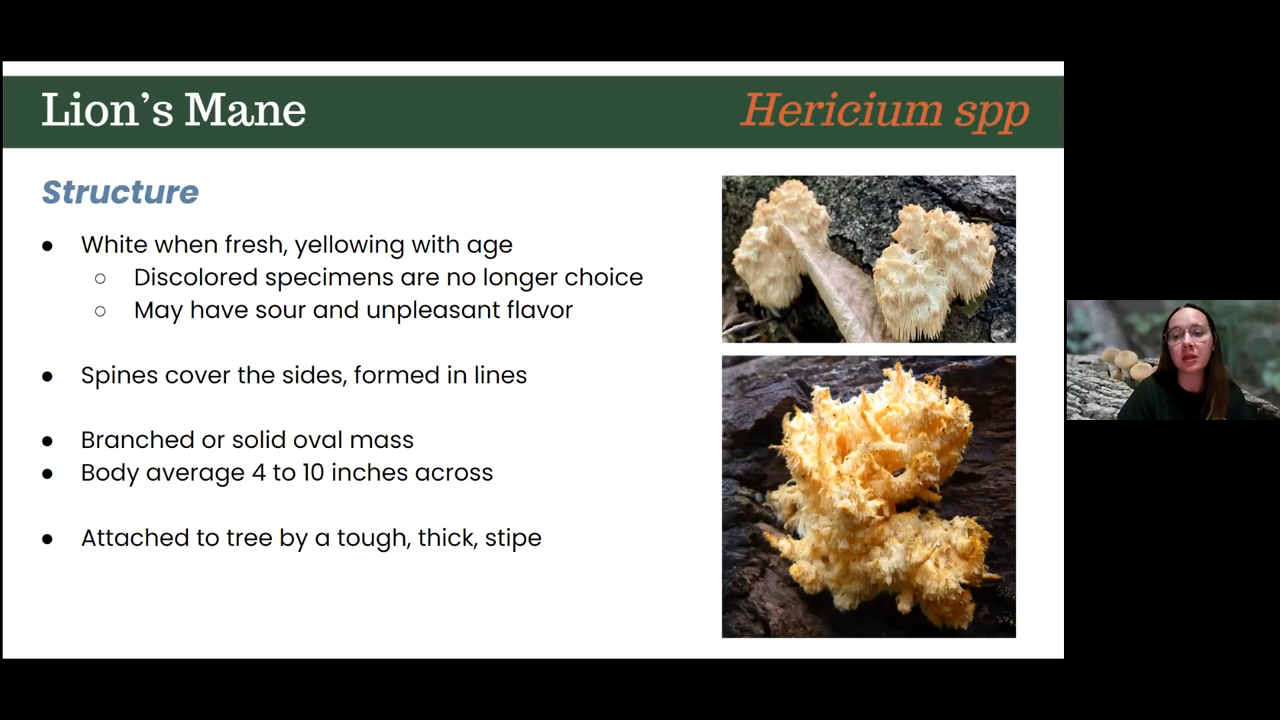 Lion's Mane
Hericium spp
Structure
● White when fresh, yellowing with age
○ Discolored specimens are no longer choice
○ May have sour and unpleasant flavor
● Spines cover the sides, formed in lines
● Branched or solid oval mass
● Body average 4 to 10 inches across
● Attached to tree by a tough, thick, stipe